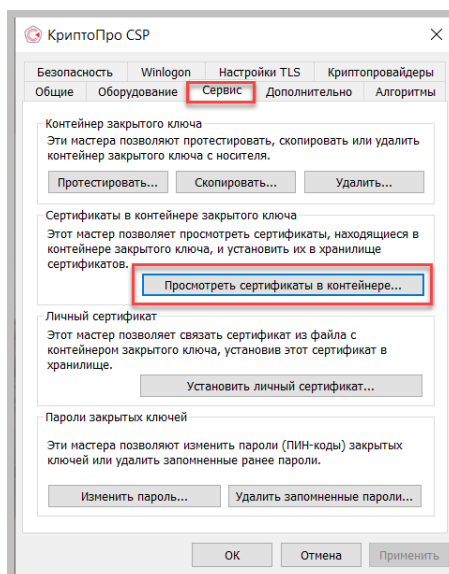 КриптоПро CSP
Безопасность Winlogon Настройки TLS Криптопровайдеры
Общие Оборудование Сервис Дополнительно Алгоритмы
Контейнер закрытого ключа
Эти мастера позволяют протестировать, скопировать или удалить
контейнер закрытого ключа с носителя.
Протестировать... Скопировать... Удалить...
Сертификаты в контейнере закрытого ключа
Этот мастер позволяет просмотреть сертификаты, находящиеся в
контейнере закрытого ключа, и установить их в хранилище
сертификатов.
Просмотреть сертификаты в контейнере...
Личный сертификат
Этот мастер позволяет связать сертификат из файла с
контейнером закрытого ключа, установив этот сертификат в
хранилище.
Установить личный сертификат...
Пароли закрытых ключей
Эти мастера позволяют изменить пароли (ПИН-коды) закрытых
ключей или удалить запомненные ранее пароли.
Изменить пароль... Удалить запомненные пароли...
ОК Отмена Применить